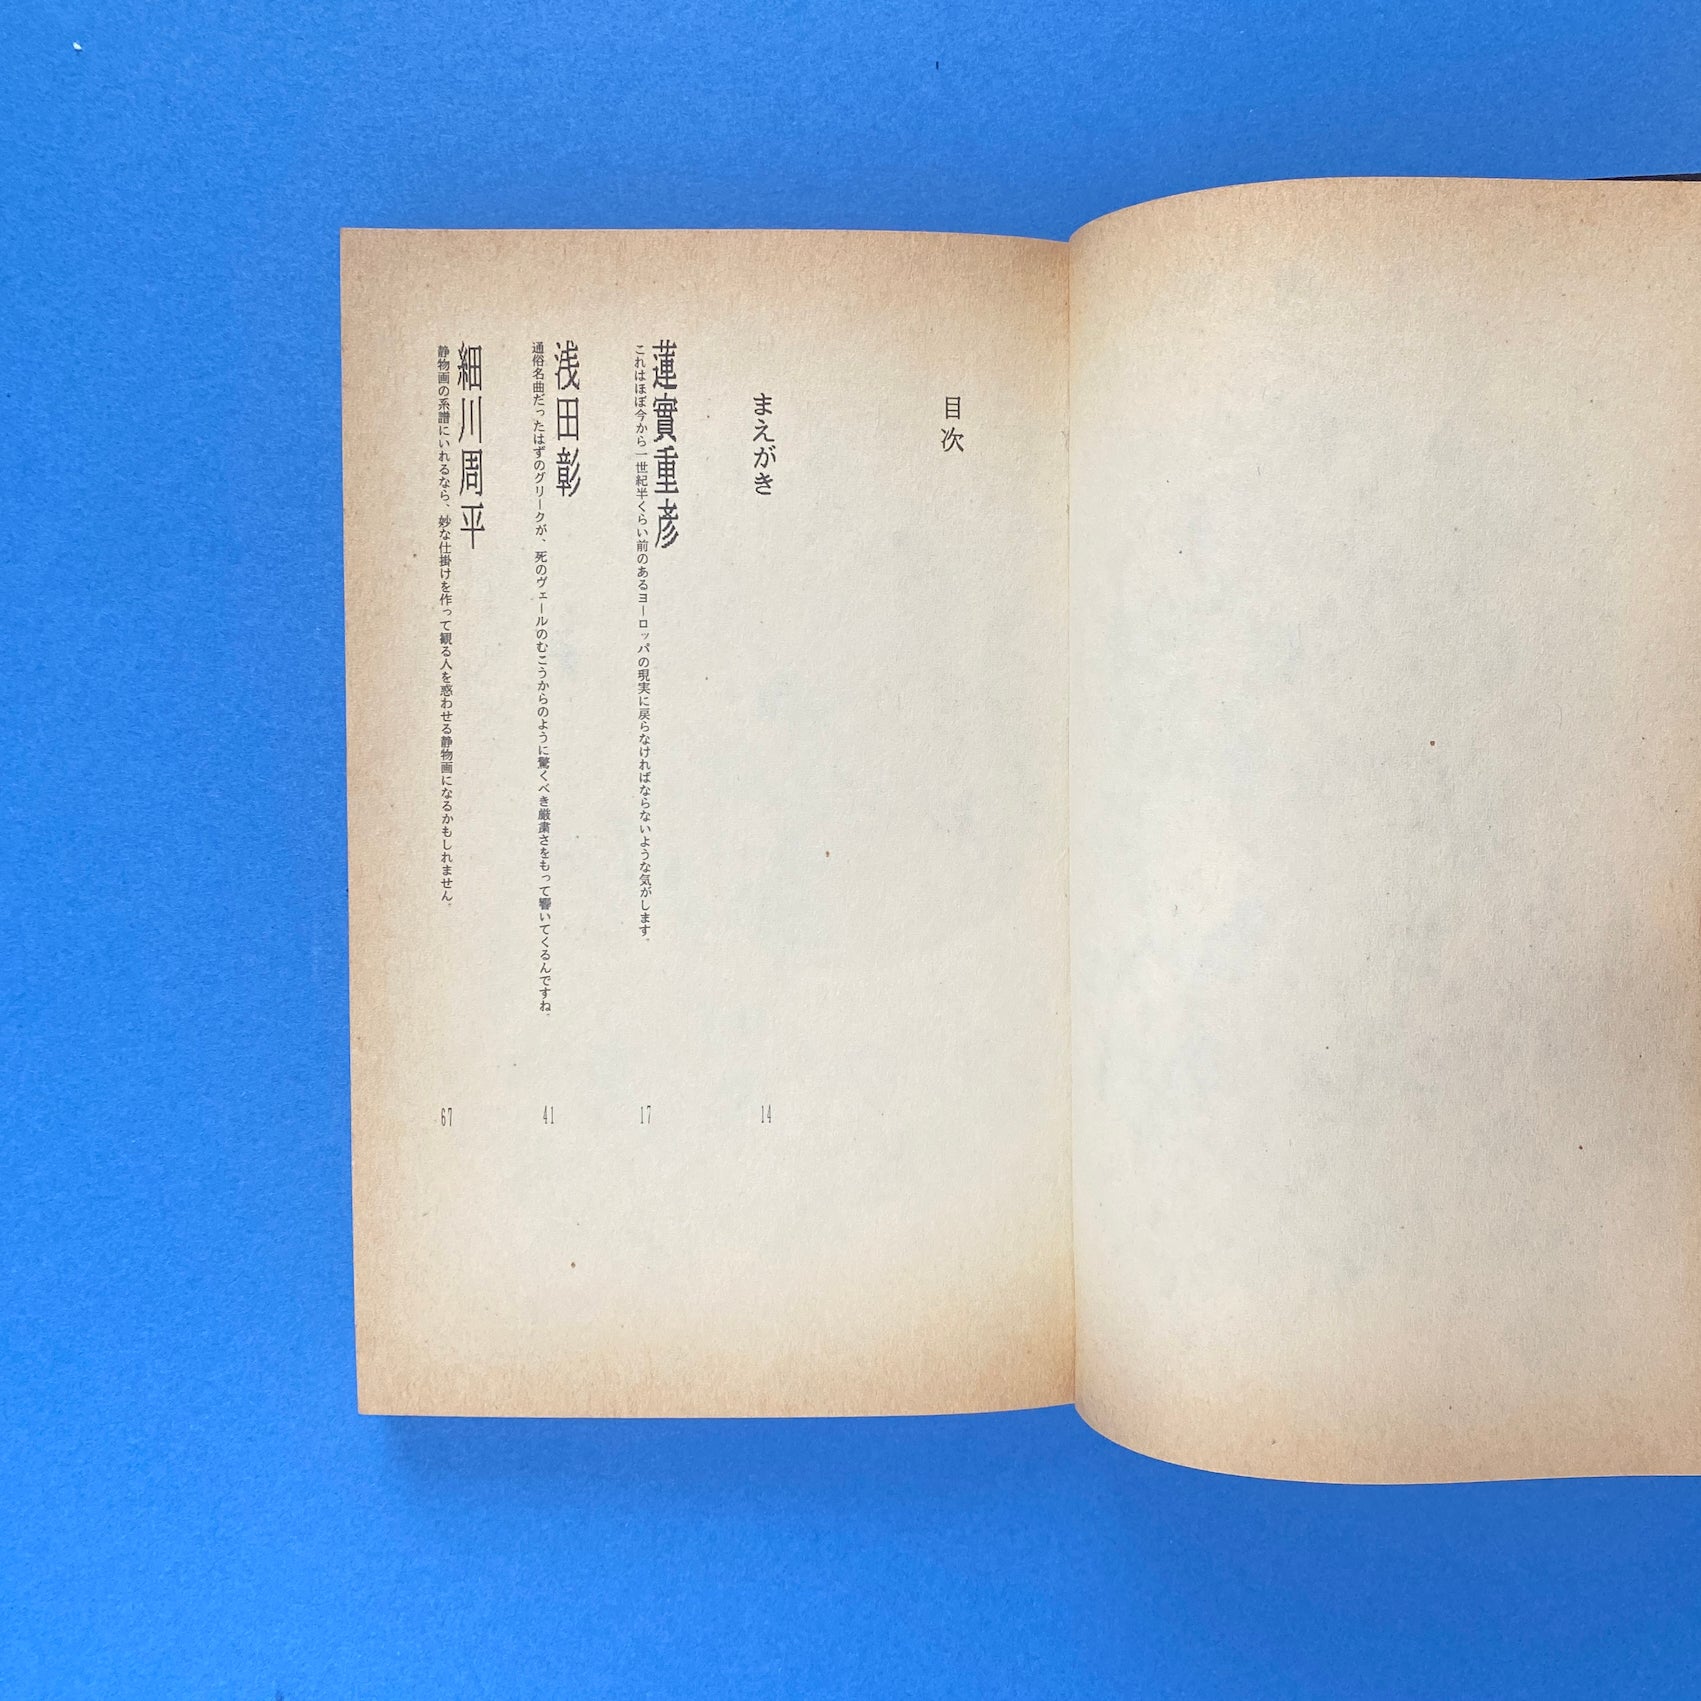 目次
まえがき
14
蓮實重彦
これはほぼ今から一世紀半くらい前のあるヨーロッパの現実に戻らなければならないような気がします。
17
浅田彰
通俗名曲だったはずのグリークが、死のヴェールのむこうからのように驚くべき厳粛さをもって響いてくるんですね。
41
細川周平
静物画の系譜にいれるなら、妙な仕掛けを作って観る人を惑わせる静物画になるかもしれません。
67